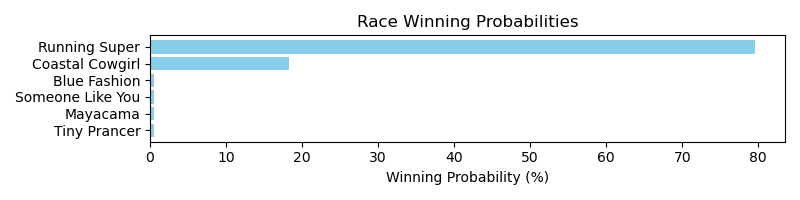 Race Winning Probabilities
Running Super
Coastal Cowgirl
Blue Fashion
Someone Like You
Mayacama
Tiny Prancer
0 10 20 30 40 50 60 70 80
Winning Probability (%)